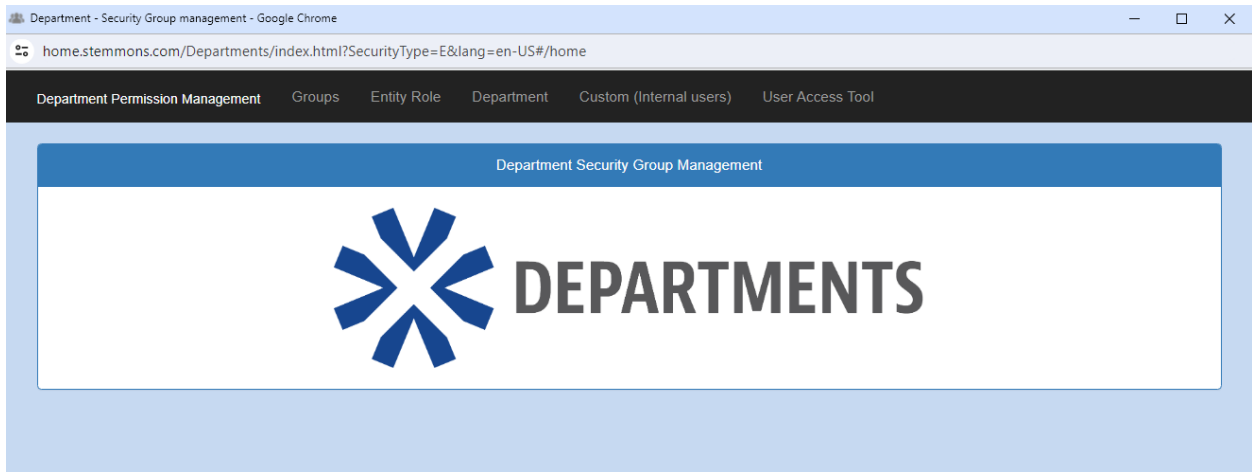 Department - Security Group management - Google Chrome
home.stemmons.com/Departments/index.html?SecurityType=E&lang=en-US#/home
Department Permission Management Groups Entity Role Department Custom (Internal users) User Access Tool
Department Security Group Management
DEPARTMENTS